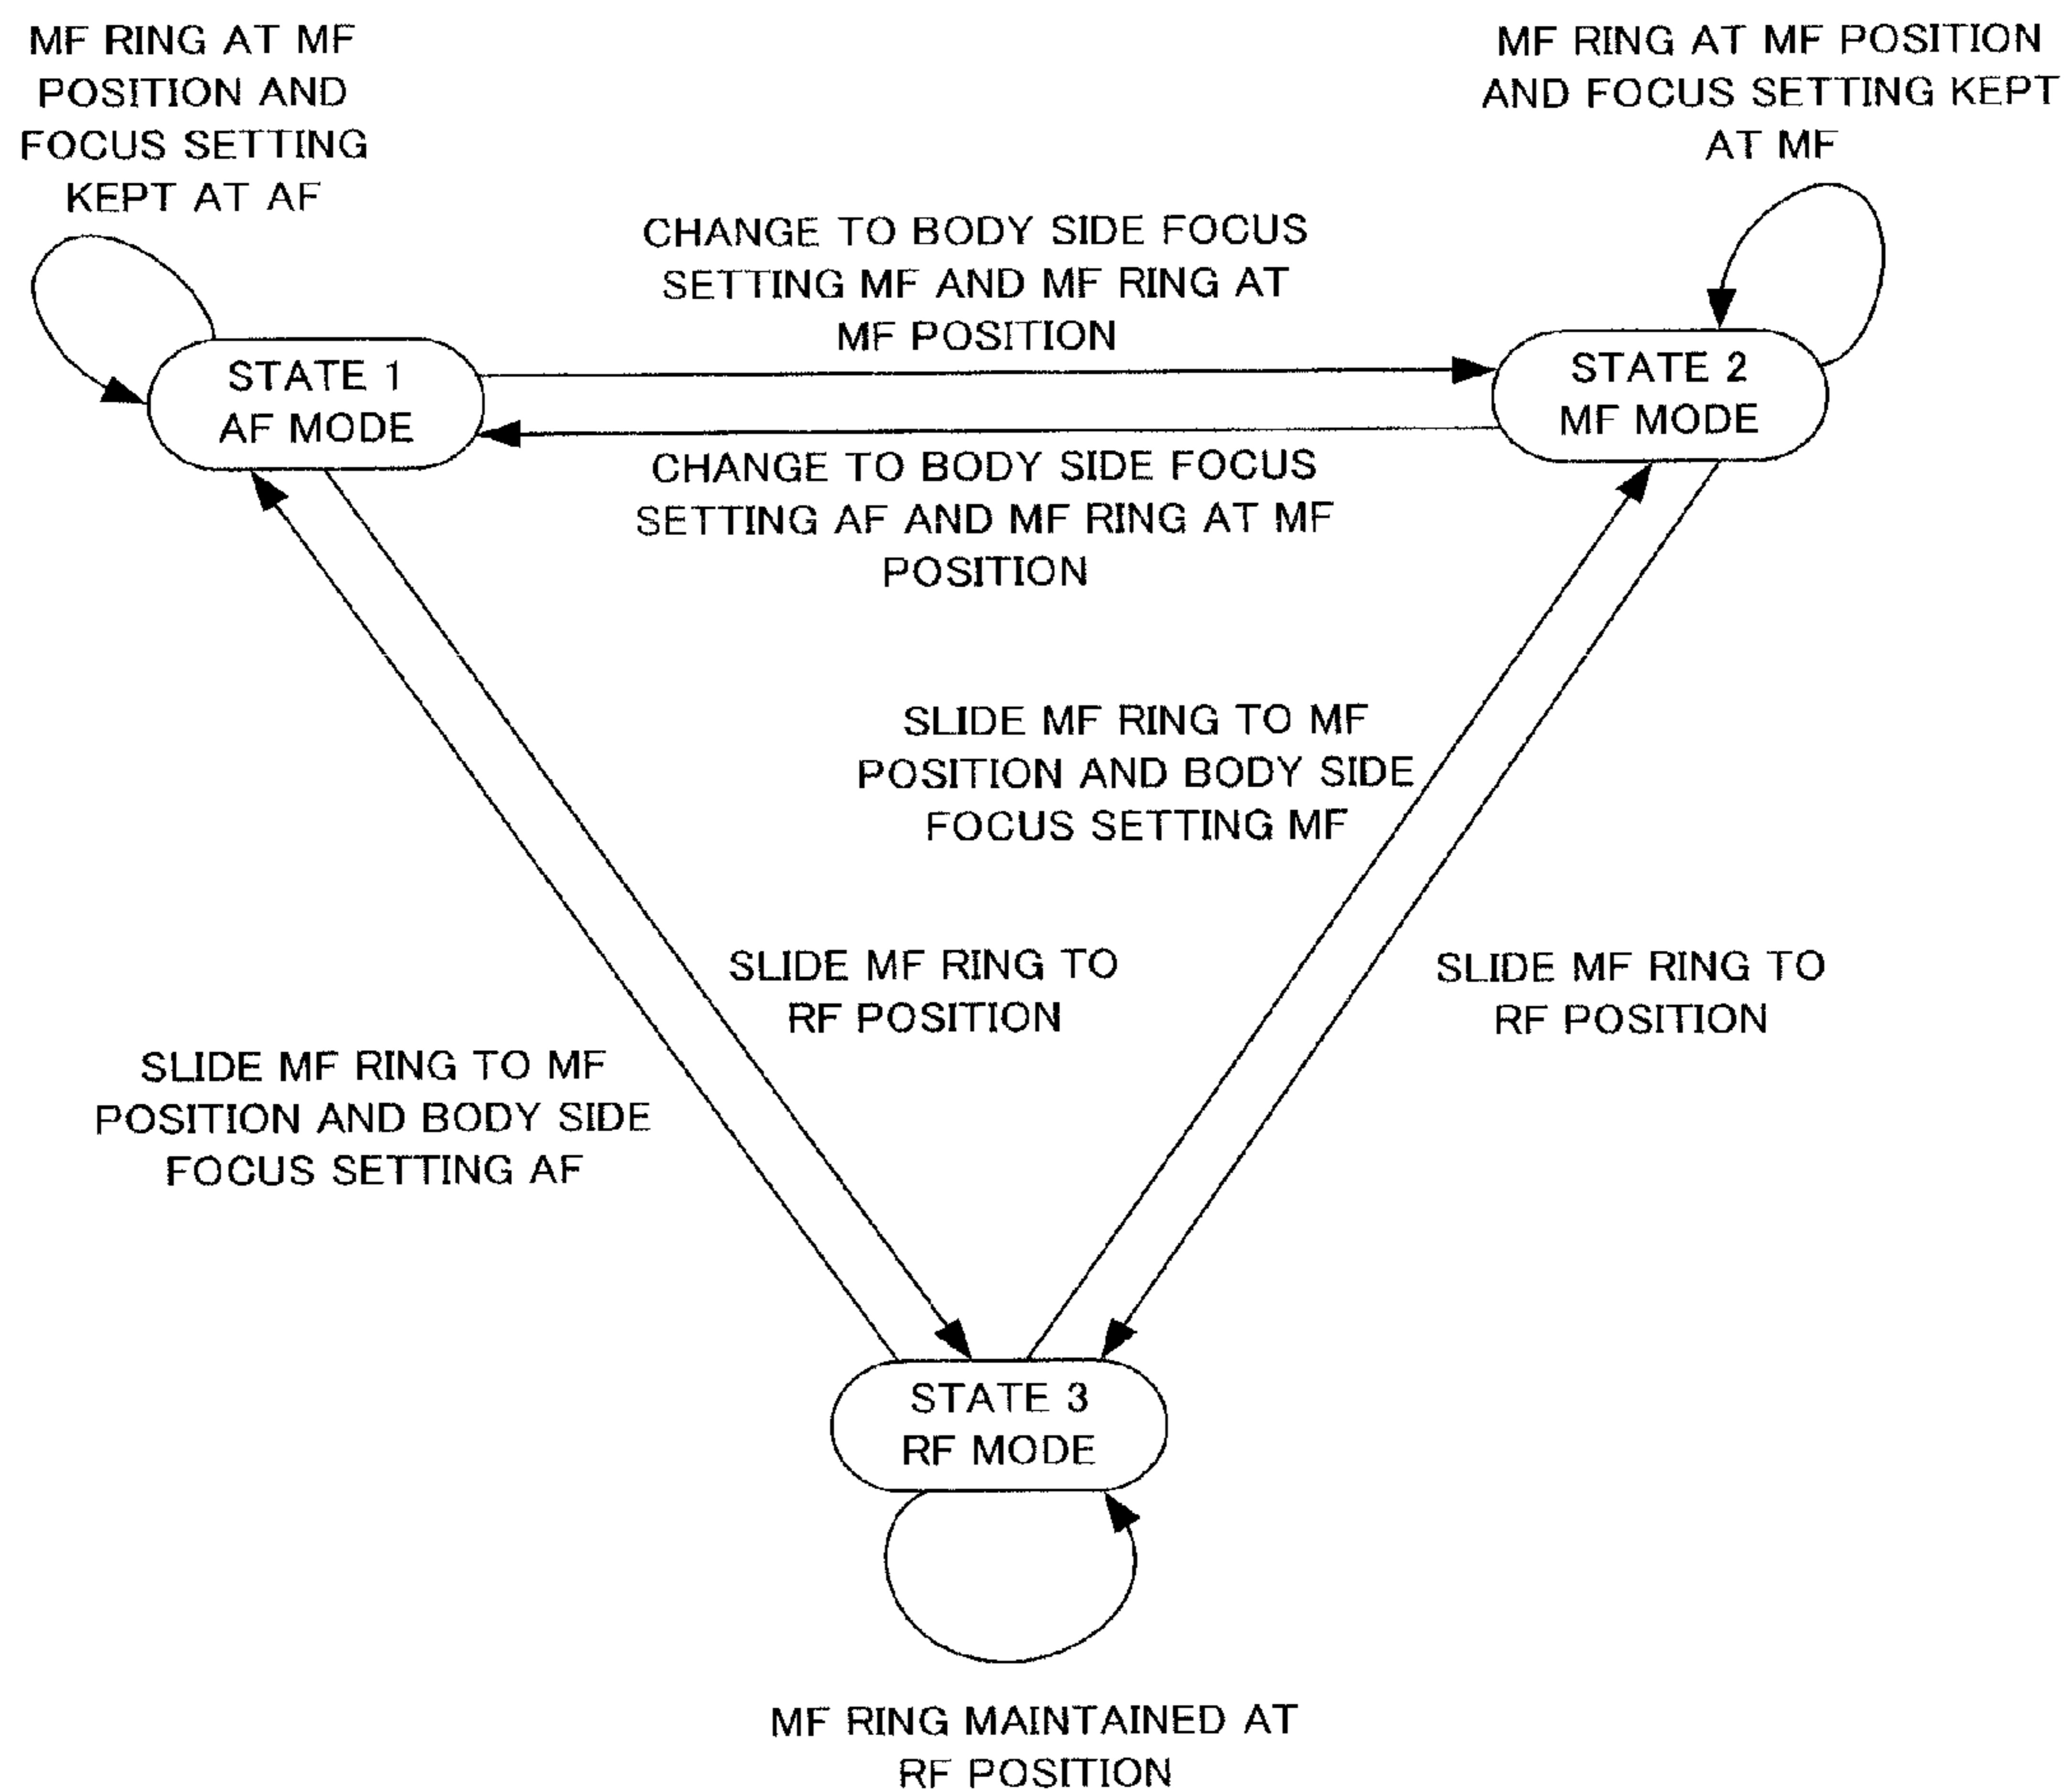 MF RING AT MF
POSITION AND
FOCUS SETTING
KEPT AT AF
MF RING AT MF POSITION
AND FOCUS SETTING KEPT
AT MF
CHANGE TO BODY SIDE FOCUS
SETTING MF AND MF RING AT
MF POSITION
STATE 1
AF MODE
STATE 2
MF MODE
CHANGE TO BODY SIDE FOCUS
SETTING AF AND MF RING AT MF
POSITION
SLIDE MF RING TO MF
POSITION AND BODY SIDE
FOCUS SETTING MF
SLIDE MF RING TO
RF POSITION
SLIDE MF RING TO
RF POSITION
SLIDE MF RING TO MF
POSITION AND BODY SIDE
FOCUS SETTING AF
STATE 3
RF MODE
MF RING MAINTAINED AT
RF POSITION